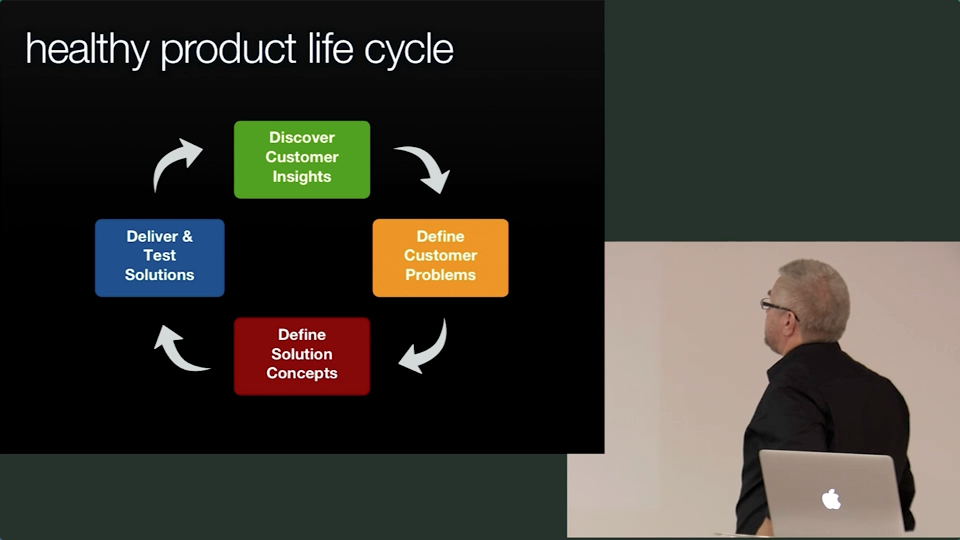 healthy product life cycle
Discover
Customer
Insights
Deliver &
Test
Solutions
Define
Customer
Problems
Define
Solution
Concepts